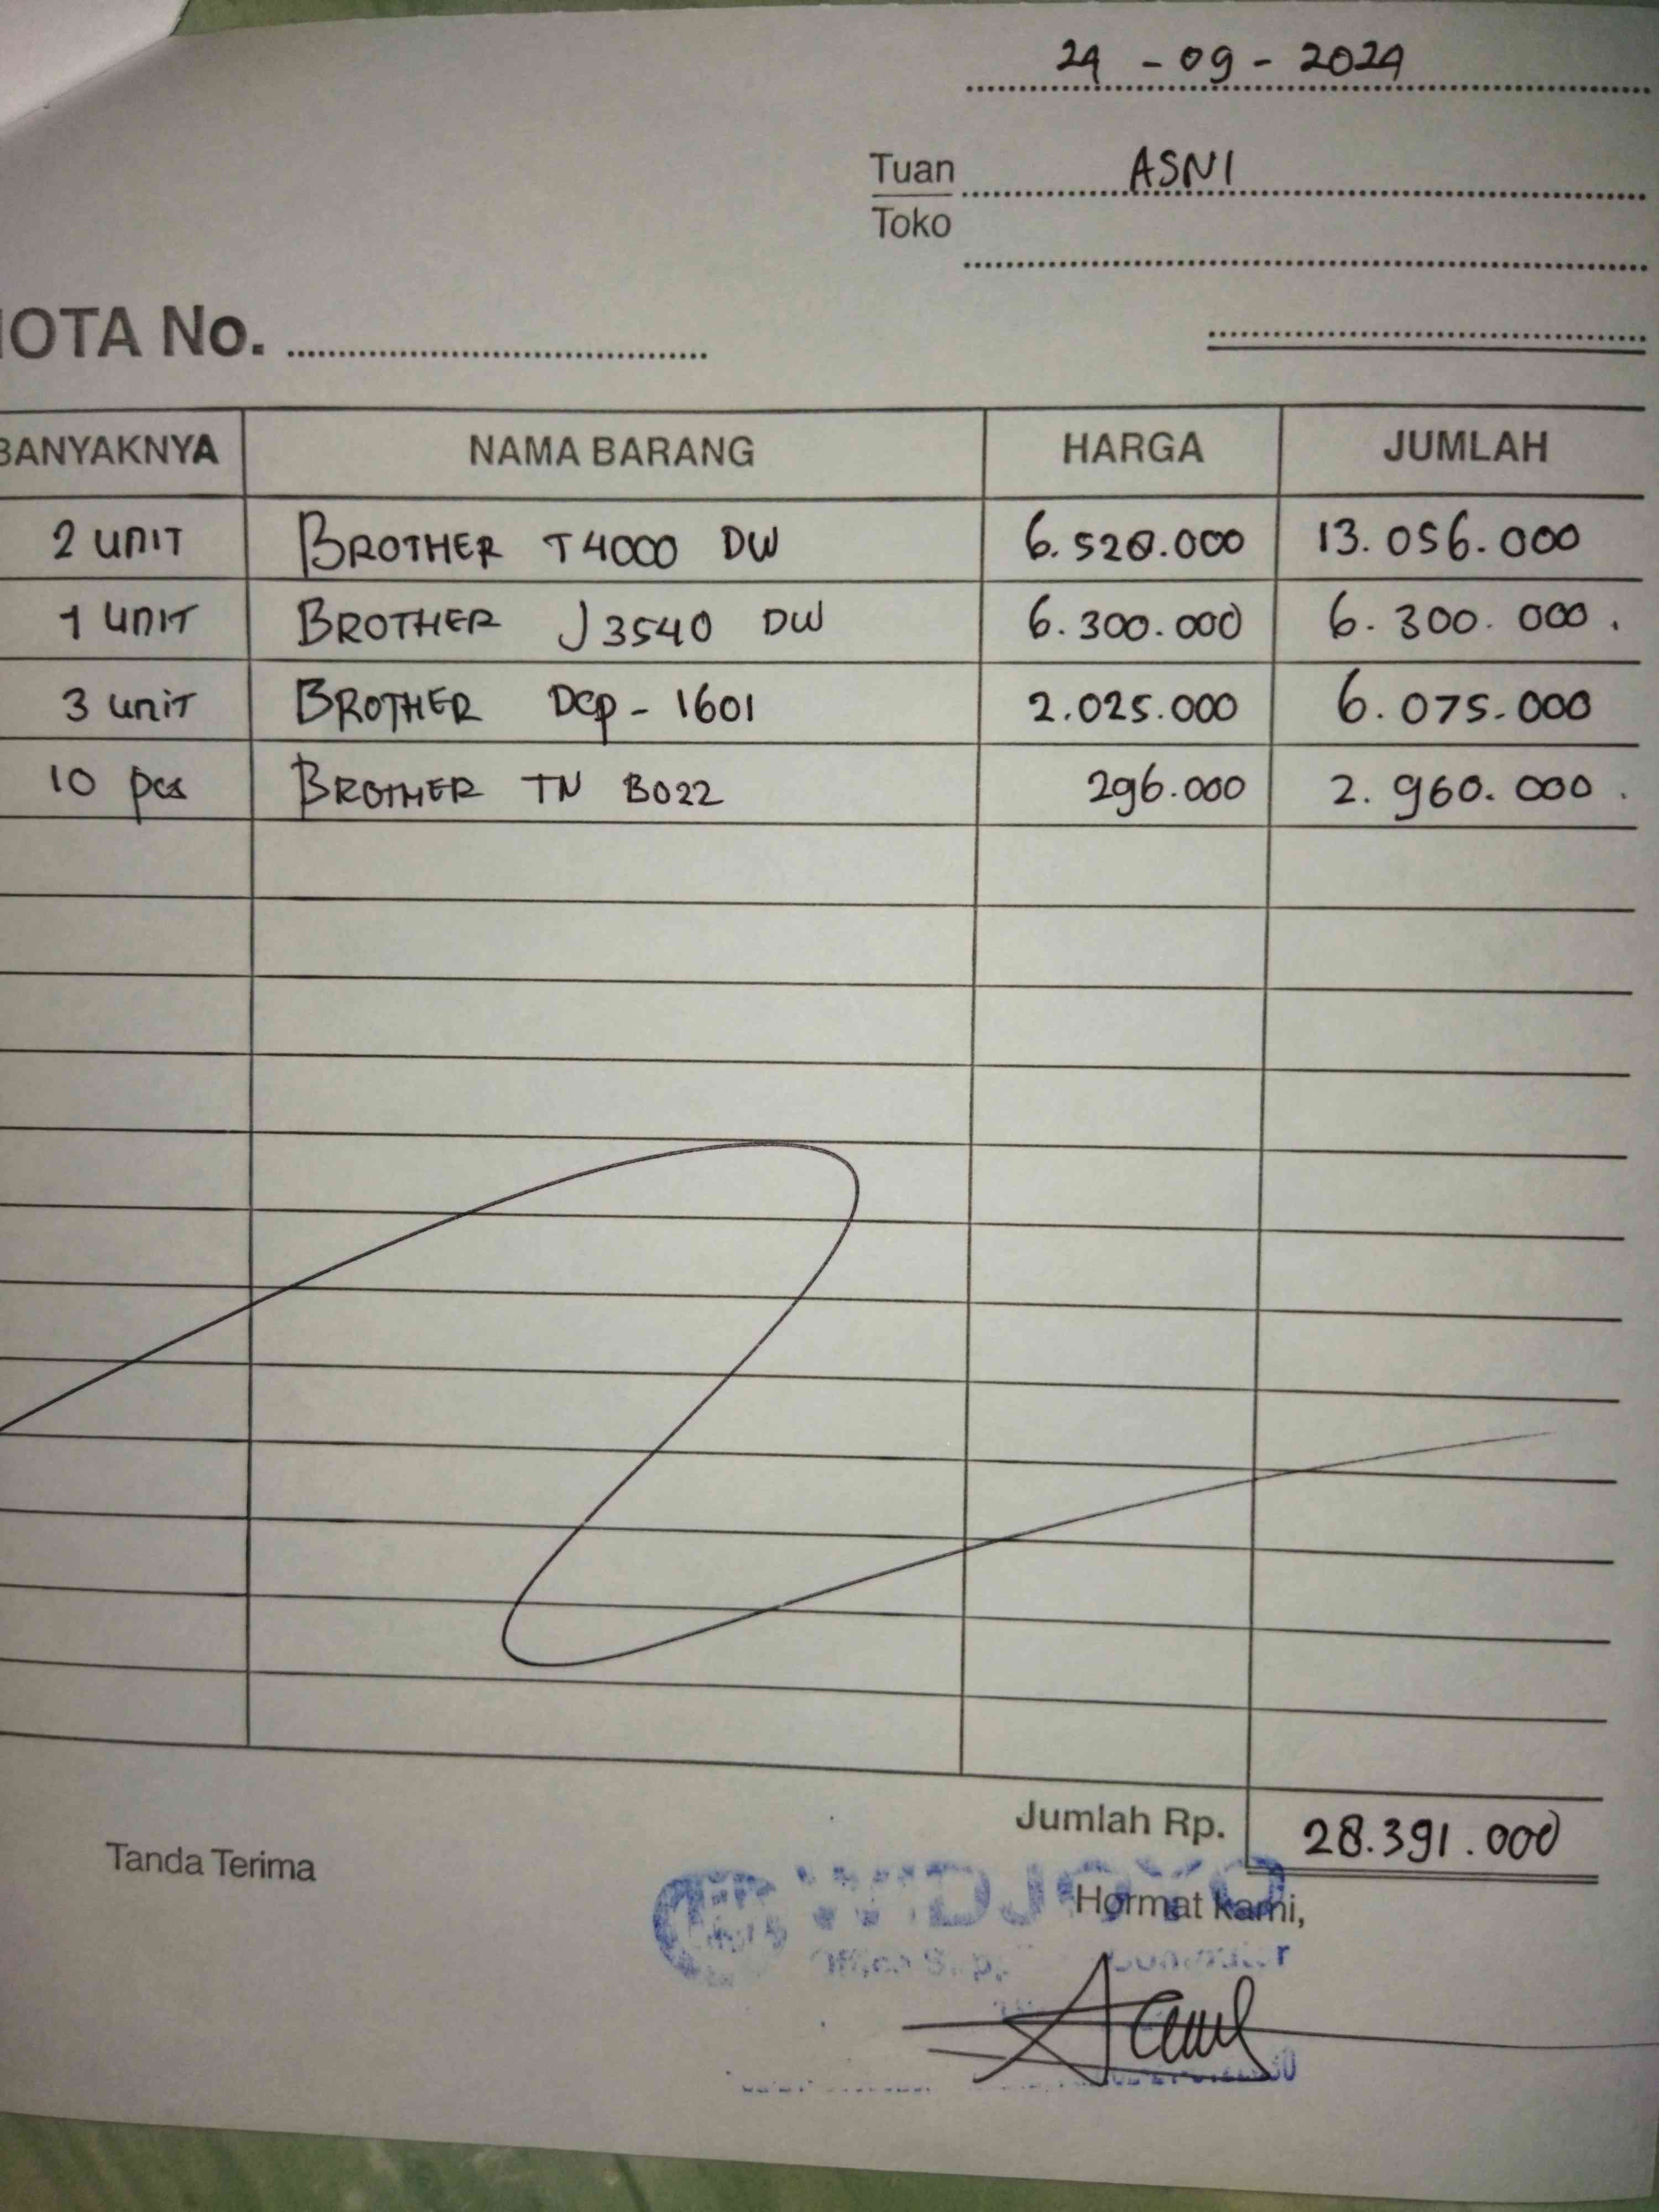 24 - 09 - 2024
Tuan ASNI
Toko
NOTA No.
BANYAKNYA NAMA BARANG HARGA JUMLAH
2 UNIT BROTHER T4000 DW 6.528.000 13.056.000
1 UNIT BROTHER J3540 DW 6.300.000 6.300.000.
3 UNIT BROTHER DCP-1601 2.025.000 6.075.000
10 pcs BROTHER TN B022 296.000 2.960.000.
Jumlah Rp. 28.391.000
Tanda Terima
Hormat kami,